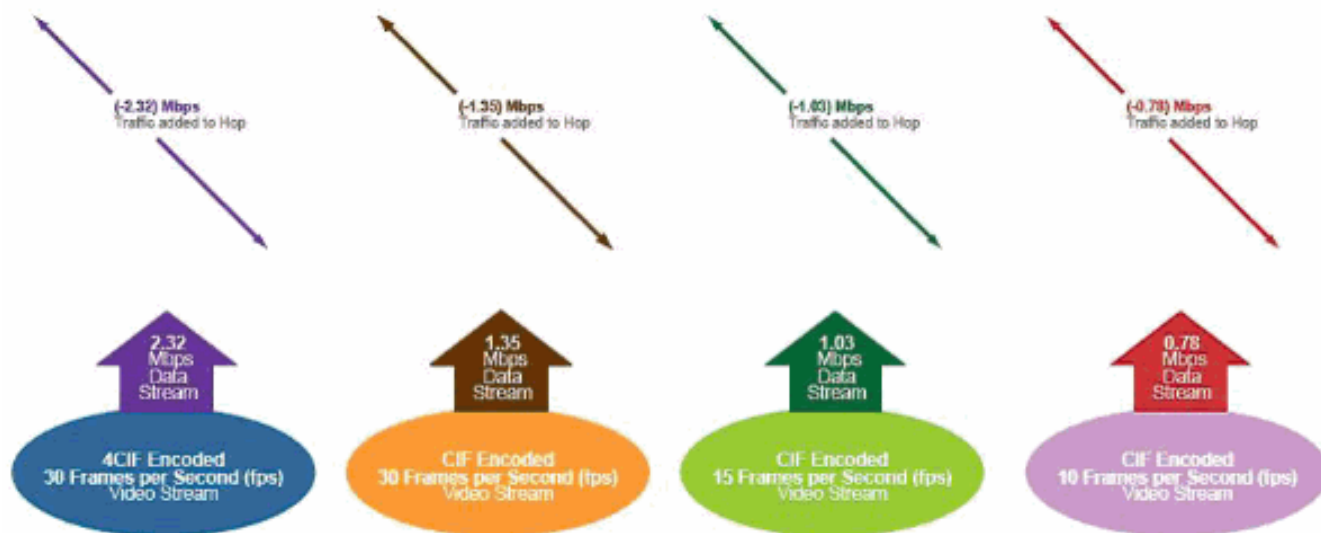 (-2.32) Mbps
Traffic added to Hop
(-1.35) Mbps
Traffic added to Hop
(-1.03) Mbps
Traffic added to Hop
(-0.78) Mbps
Traffic added to Hop
2.32
Mbps
Data
Stream
1.35
Mbps
Data
Stream
1.03
Mbps
Data
Stream
0.78
Mbps
Data
Stream
4CIF Encoded
30 Frames per Second (fps)
Video Stream
CIF Encoded
30 Frames per Second (fps)
Video Stream
CIF Encoded
15 Frames per Second (fps)
Video Stream
CIF Encoded
10 Frames per Second (fps)
Video Stream